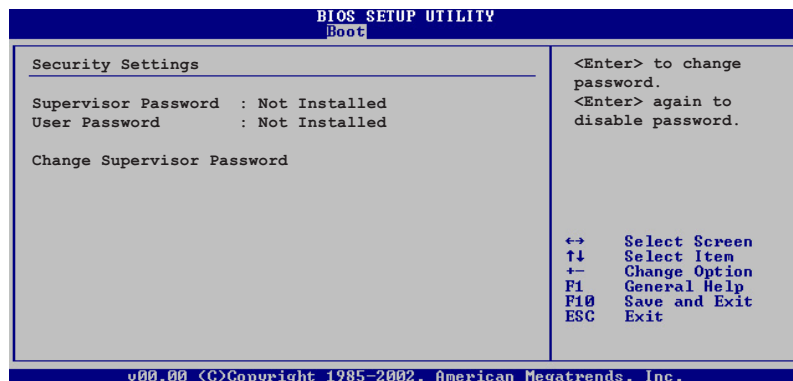 BIOS SETUP UTILITY
Boot
Security Settings
Supervisor Password : Not Installed
User Password : Not Installed
Change Supervisor Password
<Enter> to change
password.
<Enter> again to
disable password.
←→ Select Screen
↑↓ Select Item
+- Change Option
F1 General Help
F10 Save and Exit
ESC Exit
v00.00 (C)Copyright 1985-2002, American Megatrends, Inc.